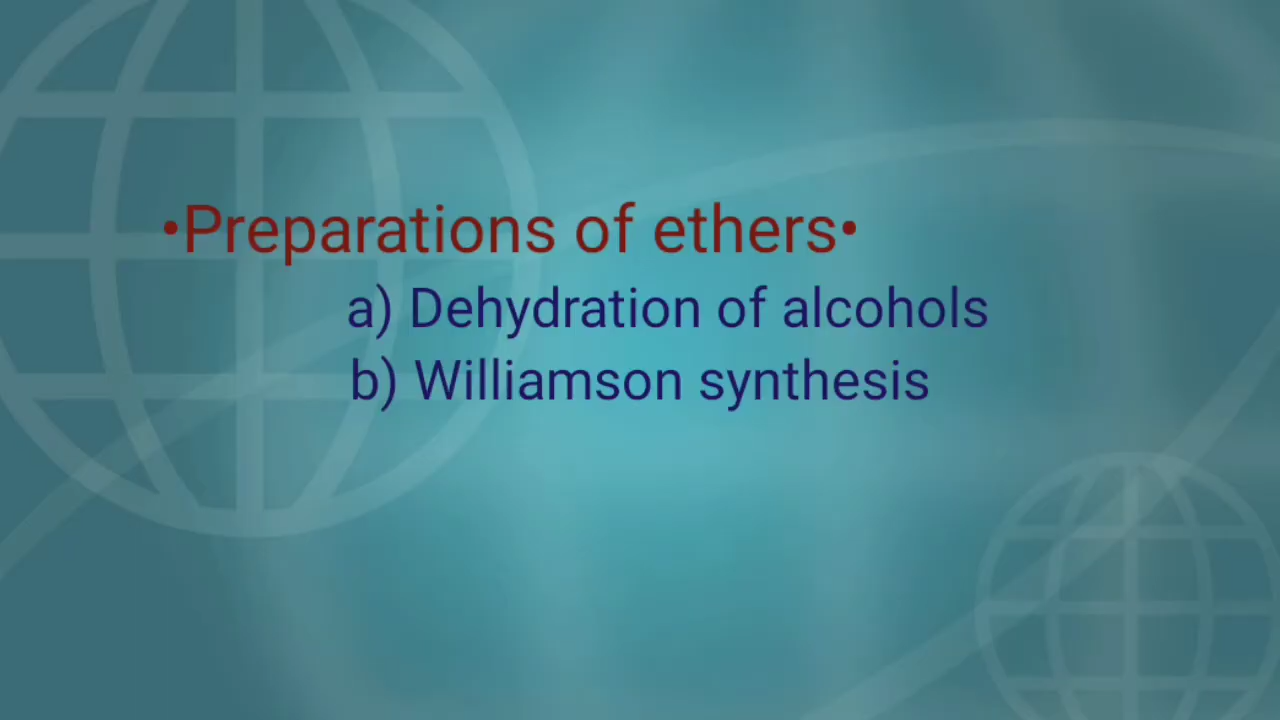 •Preparations of ethers•
a) Dehydration of alcohols
b) Williamson synthesis